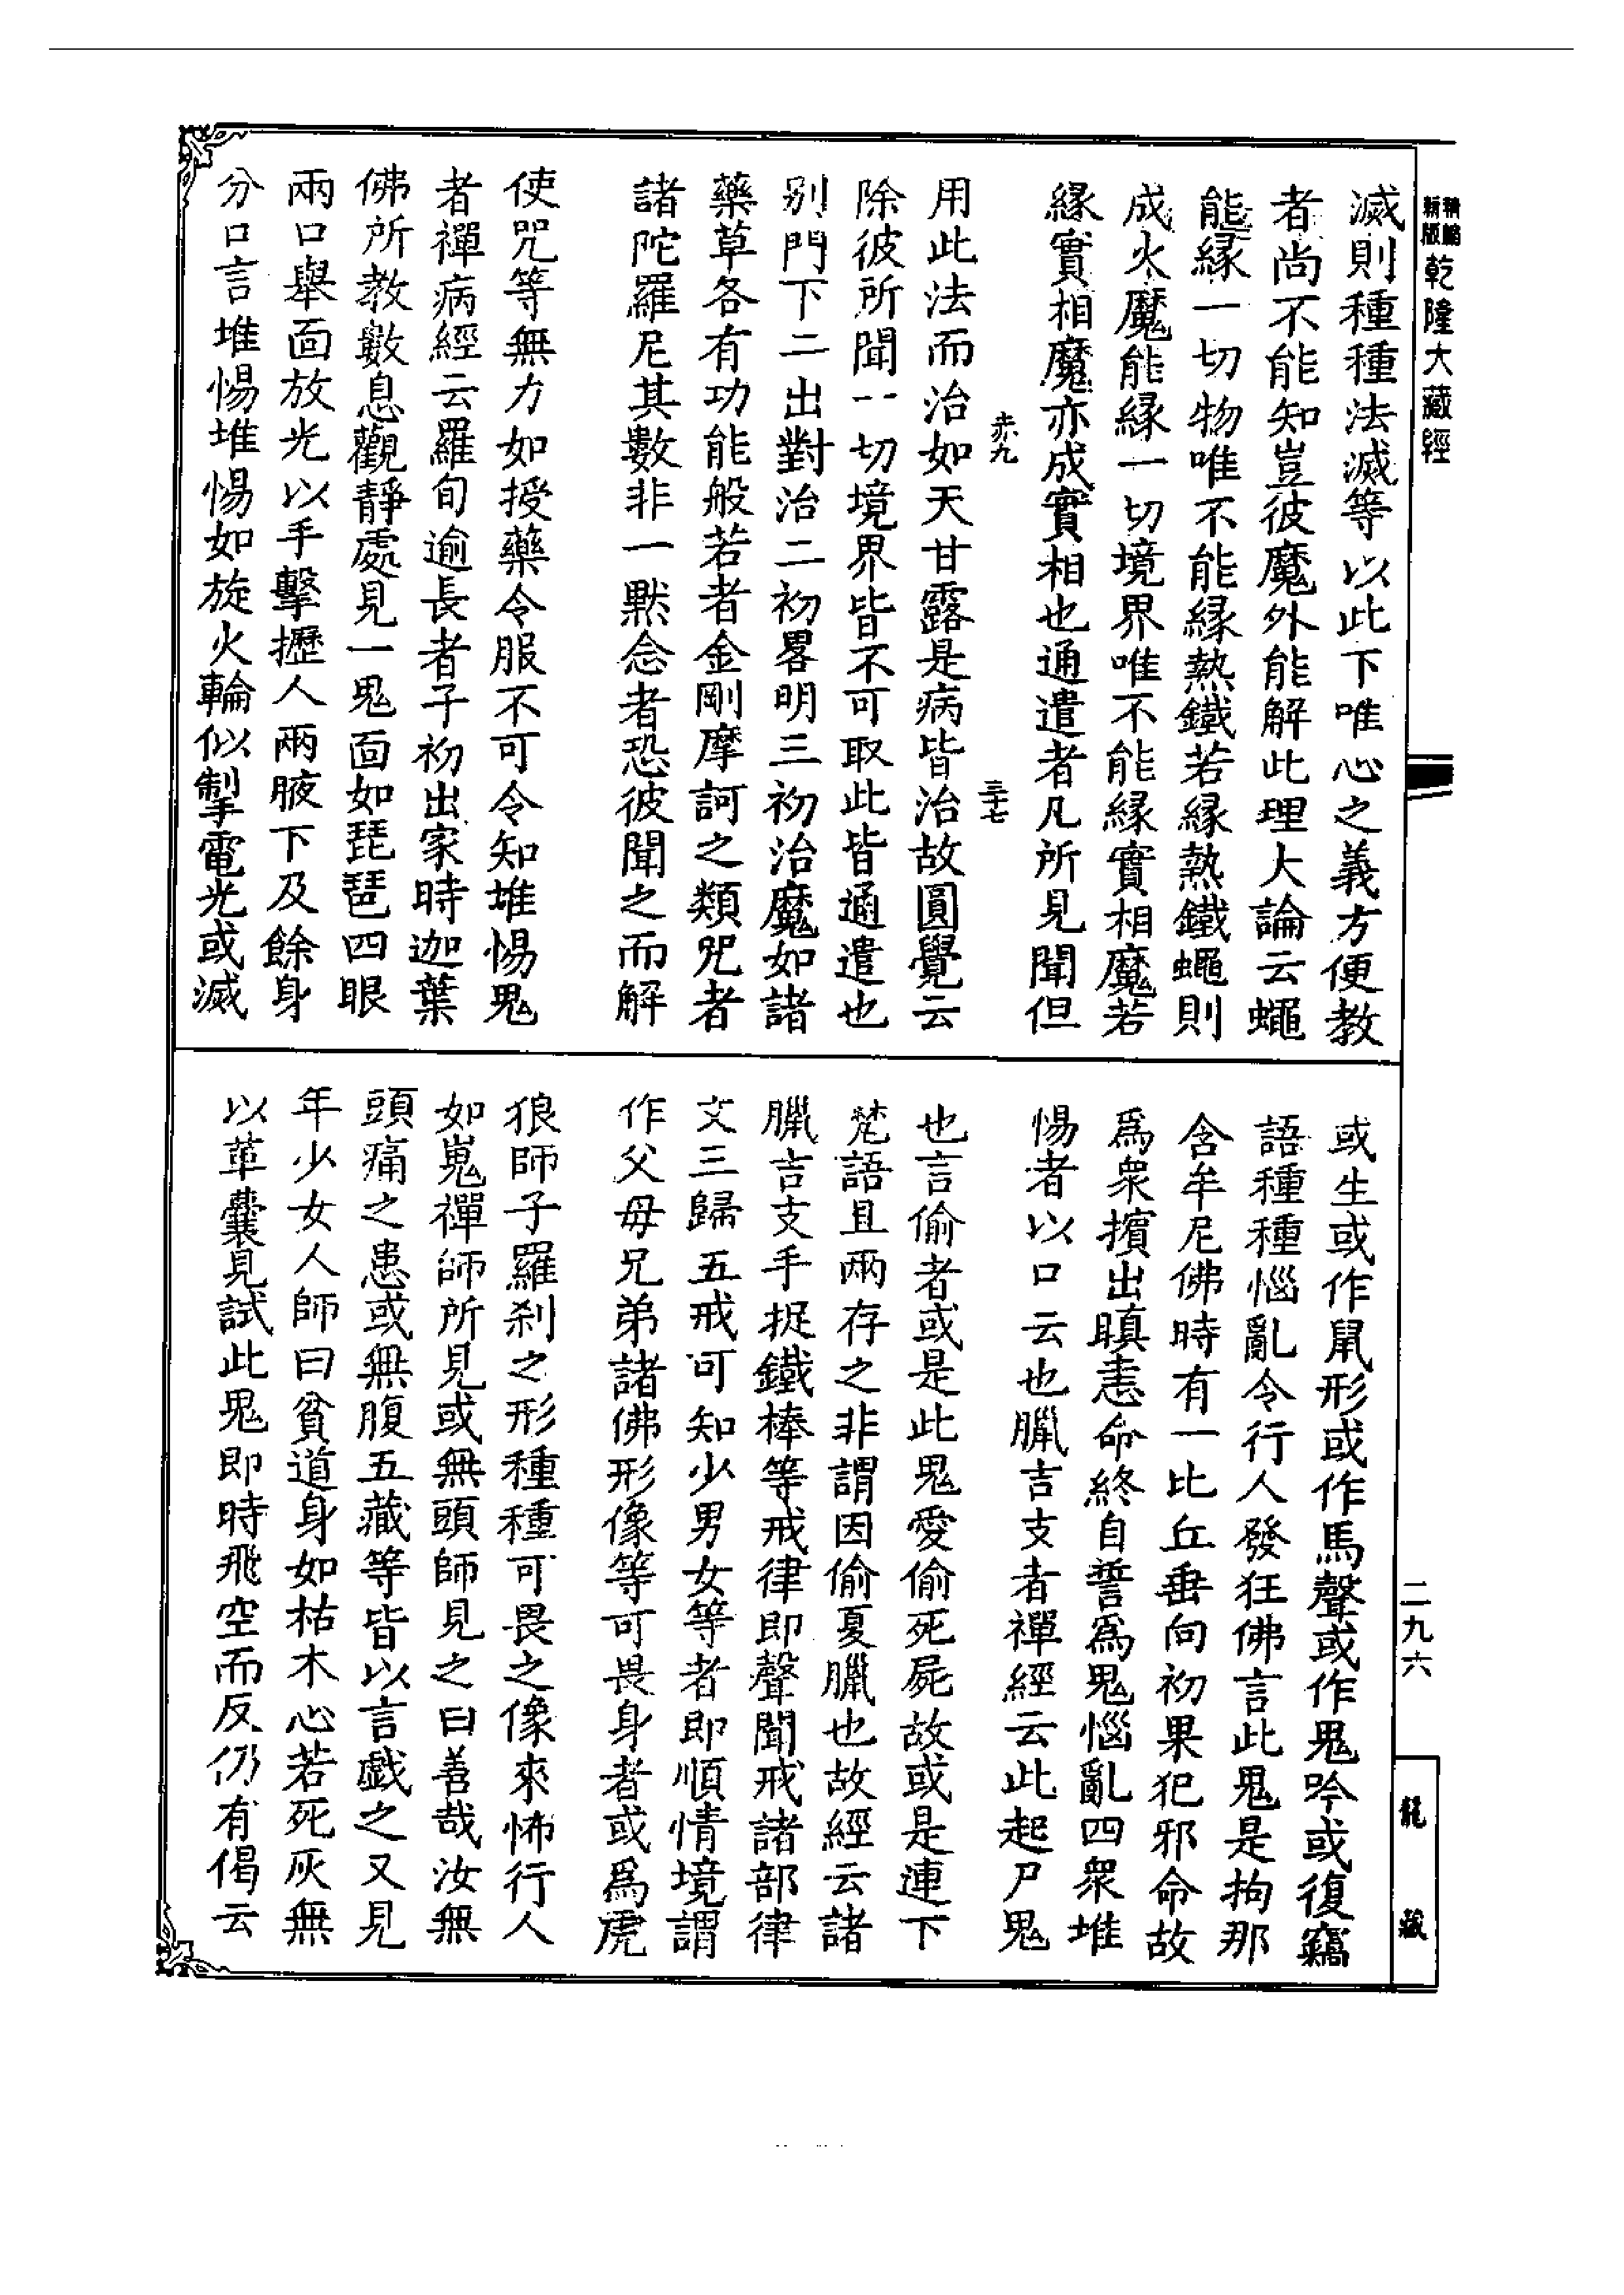 精縮新版乾隆大藏經
滅則種種法滅等以此下唯心之義方便教
者尚不能知豈彼魔外能解此理大論云蠅
能緣一切物唯不能緣熱鐵若緣熱鐵蠅則
成火魔能緣一切境界唯不能緣實相魔若
緣實相魔亦成實相也通遣者凡所見聞但
赤九 三十七
用此法而治如天甘露是病皆治故圓覺云
除彼所聞一切境界皆不可取此皆通遣也
別門下二出對治二初畧明三初治魔如諸
藥草各有功能般若者金剛摩訶之類咒者
諸陀羅尼其數非一默念者恐彼聞之而解
使咒等無力如授藥令服不可令知堆惕鬼
者禪病經云羅旬逾長者子初出家時迦葉
佛所教數息觀靜處見一鬼面如琵琶四眼
兩口舉面放光以手擊攊人兩腋下及餘身
分口言堆惕堆惕如旋火輪似掣電光或滅
或生或作鼠形或作馬聲或作鬼吟或復竊
語種種惱亂令行人發狂佛言此鬼是拘那
含牟尼佛時有一比丘垂向初果犯邪命故
爲衆擯出瞋恚命終自誓爲鬼惱亂四衆堆
惕者以口云也臘吉支者禪經云此起尸鬼
也言偷者或是此鬼愛偷死屍故或是連下
梵語且兩存之非謂因偷夏臘也故經云諸
臘吉支手捉鐵棒等戒律即聲聞戒諸部律
文三歸五戒可知少男女等者即順情境謂
作父母兄弟諸佛形像等可畏身者或爲虎
狼師子羅刹之形種種可畏之像來怖行人
如嵬禪師所見或無頭師見之曰善哉汝無
頭痛之患或無腹五藏等皆以言戲之又見
年少女人師曰貧道身如枯木心若死灰無
以革囊見試此鬼即時飛空而反仍有偈云
二九六
龍藏